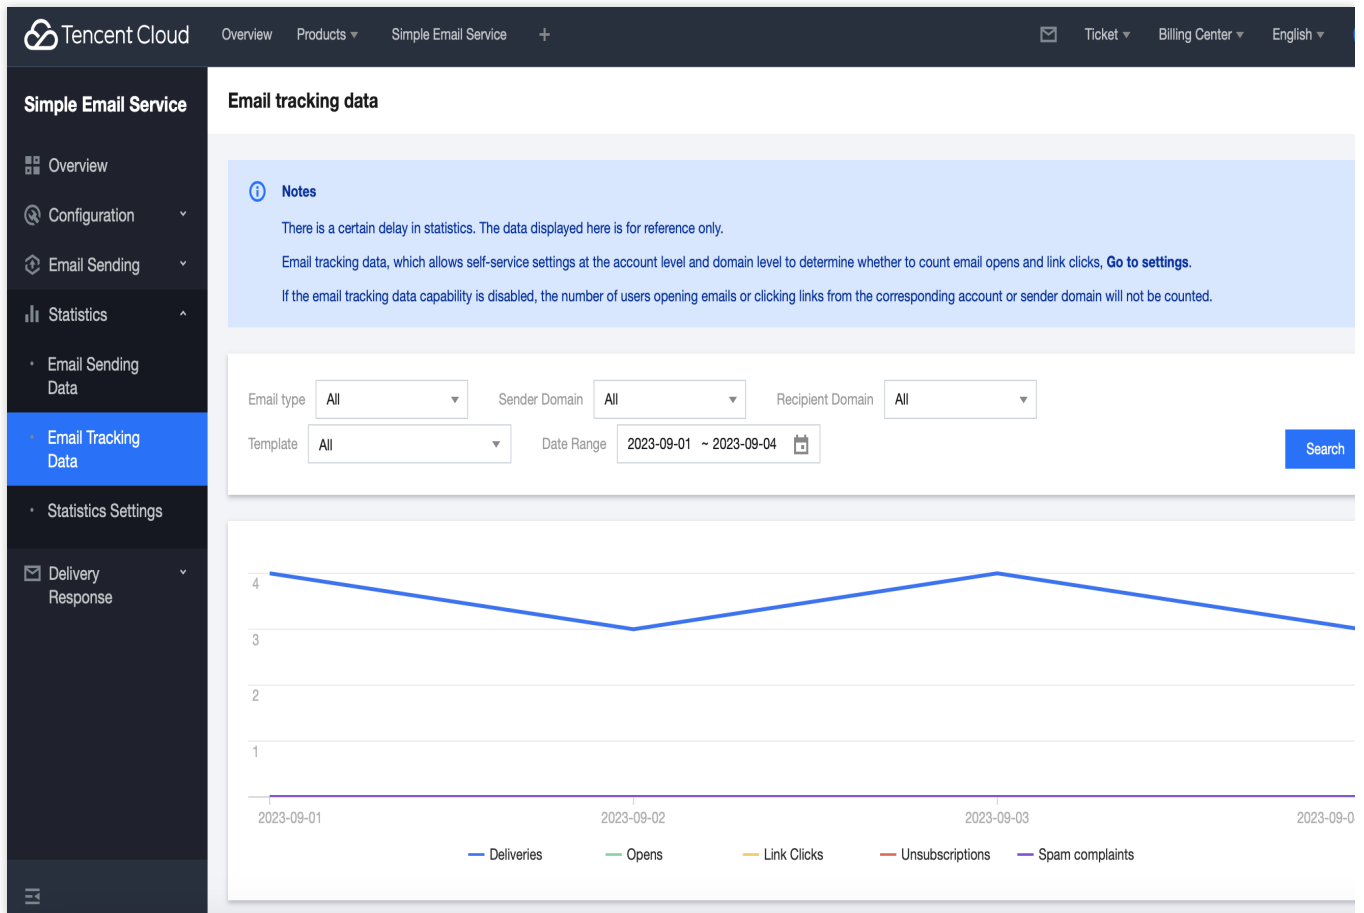 Tencent Cloud Overview Products Simple Email Service + Ticket Billing Center English
Simple Email Service
Overview
Configuration
Email Sending
Statistics
Email Sending
Data
Email Tracking
Data
Statistics Settings
Delivery
Response
Email tracking data
Notes
There is a certain delay in statistics. The data displayed here is for reference only.
Email tracking data, which allows self-service settings at the account level and domain level to determine whether to count email opens and link clicks, Go to settings.
If the email tracking data capability is disabled, the number of users opening emails or clicking links from the corresponding account or sender domain will not be counted.
Email type All Sender Domain All Recipient Domain All
Template All Date Range 2023-09-01 ~ 2023-09-04
Search
4
3
2
1
2023-09-01 2023-09-02 2023-09-03 2023-09-0
Deliveries Opens Link Clicks Unsubscriptions Spam complaints